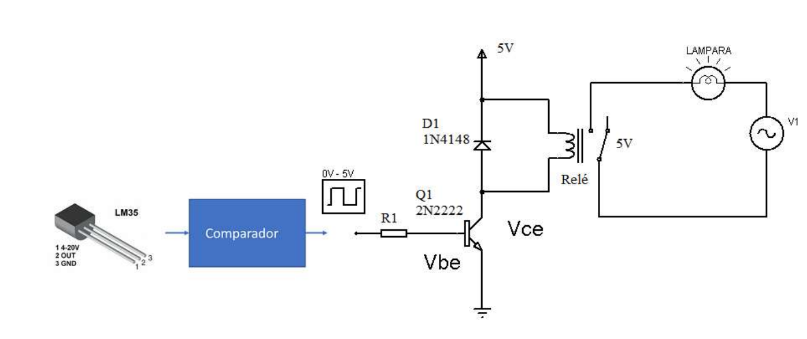 5V
LAMPARA
V1
D1
1N4148
5V
Relé
0V - 5V
Q1
2N2222
R1
Vce
Vbe
LM35
1 4-20V
2 OUT
3 GND
1 2 3
Comparador